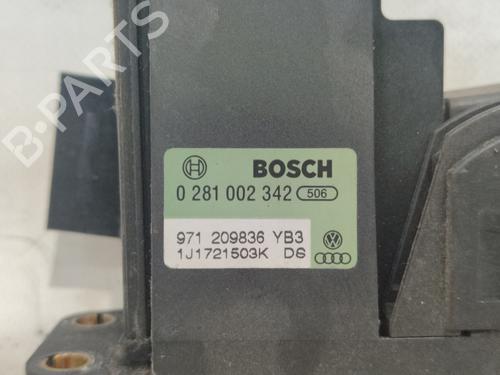 B-PARTS
BOSCH
0 281 002 342 506
971 209836 YB3
1J1721503K DS